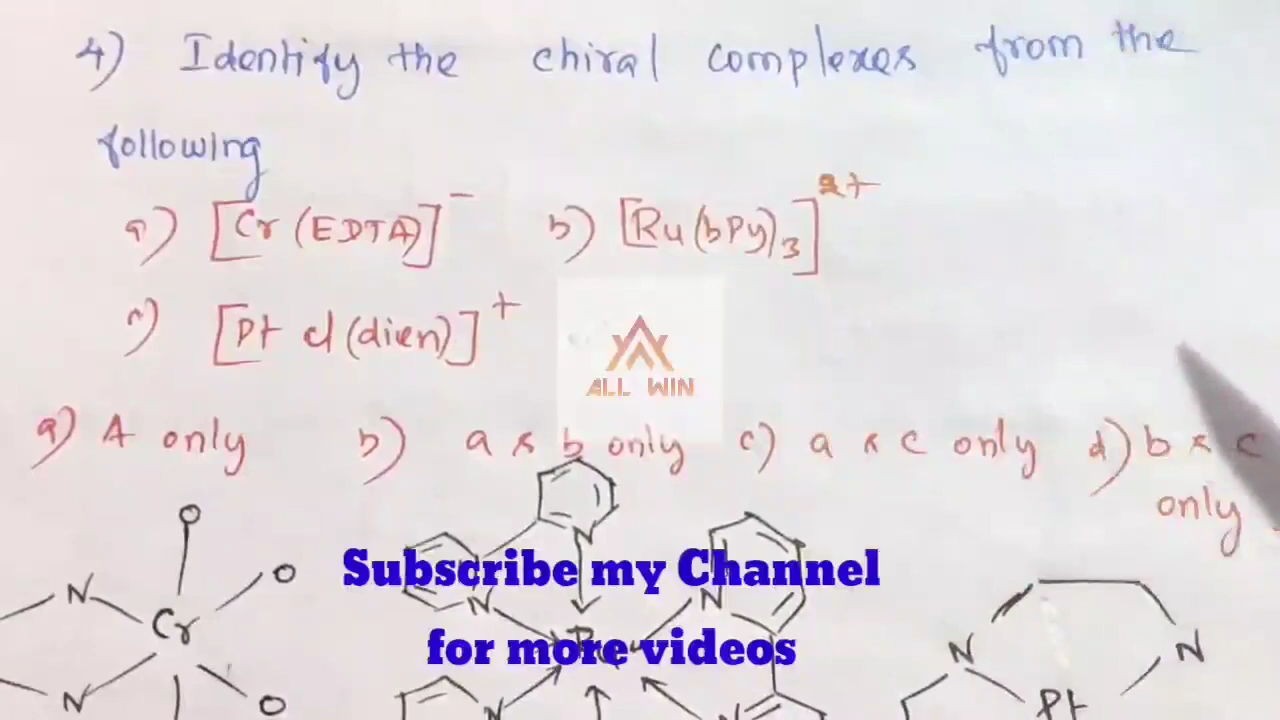 4) Identify the chiral complexes from the
following
a) [Cr (EDTA)]⁻ b) [Ru (bpy)₃]²⁺
c) [Pt cl (dien)]⁺
ALL WIN
a) A only b) a & b only c) a & c only d) b & c
only
O
N O
Cr
N O
N
N N
N N
Subscribe my Channel
for more videos
N N
Pt